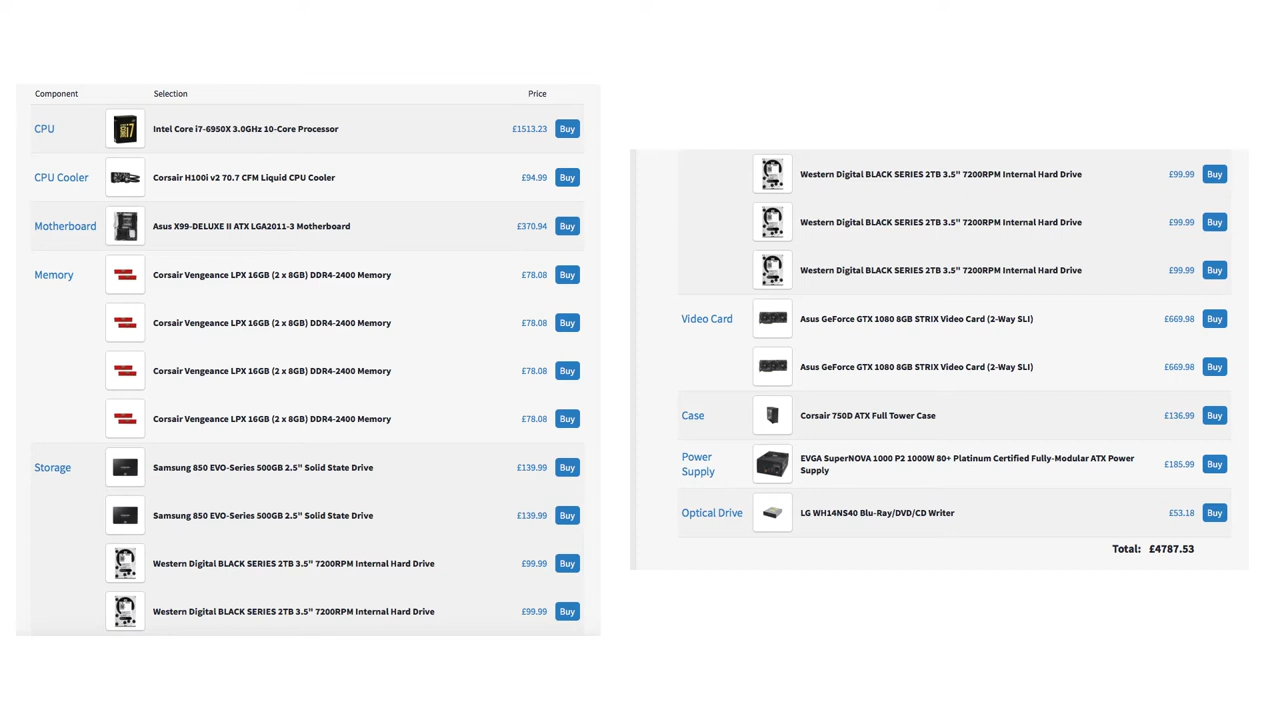 Component Selection Price
CPU Intel Core i7-6950X 3.0GHz 10-Core Processor £1513.23 Buy
CPU Cooler Corsair H100i v2 70.7 CFM Liquid CPU Cooler £94.99 Buy
Motherboard Asus X99-DELUXE II ATX LGA2011-3 Motherboard £370.94 Buy
Memory Corsair Vengeance LPX 16GB (2 x 8GB) DDR4-2400 Memory £78.08 Buy
Corsair Vengeance LPX 16GB (2 x 8GB) DDR4-2400 Memory £78.08 Buy
Corsair Vengeance LPX 16GB (2 x 8GB) DDR4-2400 Memory £78.08 Buy
Corsair Vengeance LPX 16GB (2 x 8GB) DDR4-2400 Memory £78.08 Buy
Storage Samsung 850 EVO-Series 500GB 2.5" Solid State Drive £139.99 Buy
Samsung 850 EVO-Series 500GB 2.5" Solid State Drive £139.99 Buy
Western Digital BLACK SERIES 2TB 3.5" 7200RPM Internal Hard Drive £99.99 Buy
Western Digital BLACK SERIES 2TB 3.5" 7200RPM Internal Hard Drive £99.99 Buy
Western Digital BLACK SERIES 2TB 3.5" 7200RPM Internal Hard Drive £99.99 Buy
Western Digital BLACK SERIES 2TB 3.5" 7200RPM Internal Hard Drive £99.99 Buy
Western Digital BLACK SERIES 2TB 3.5" 7200RPM Internal Hard Drive £99.99 Buy
Video Card Asus GeForce GTX 1080 8GB STRIX Video Card (2-Way SLI) £669.98 Buy
Asus GeForce GTX 1080 8GB STRIX Video Card (2-Way SLI) £669.98 Buy
Case Corsair 750D ATX Full Tower Case £136.99 Buy
Power EVGA SuperNOVA 1000 P2 1000W 80+ Platinum Certified Fully-Modular ATX Power £185.99 Buy
Supply Supply
Optical Drive LG WH14NS40 Blu-Ray/DVD/CD Writer £53.18 Buy
Total: £4787.53